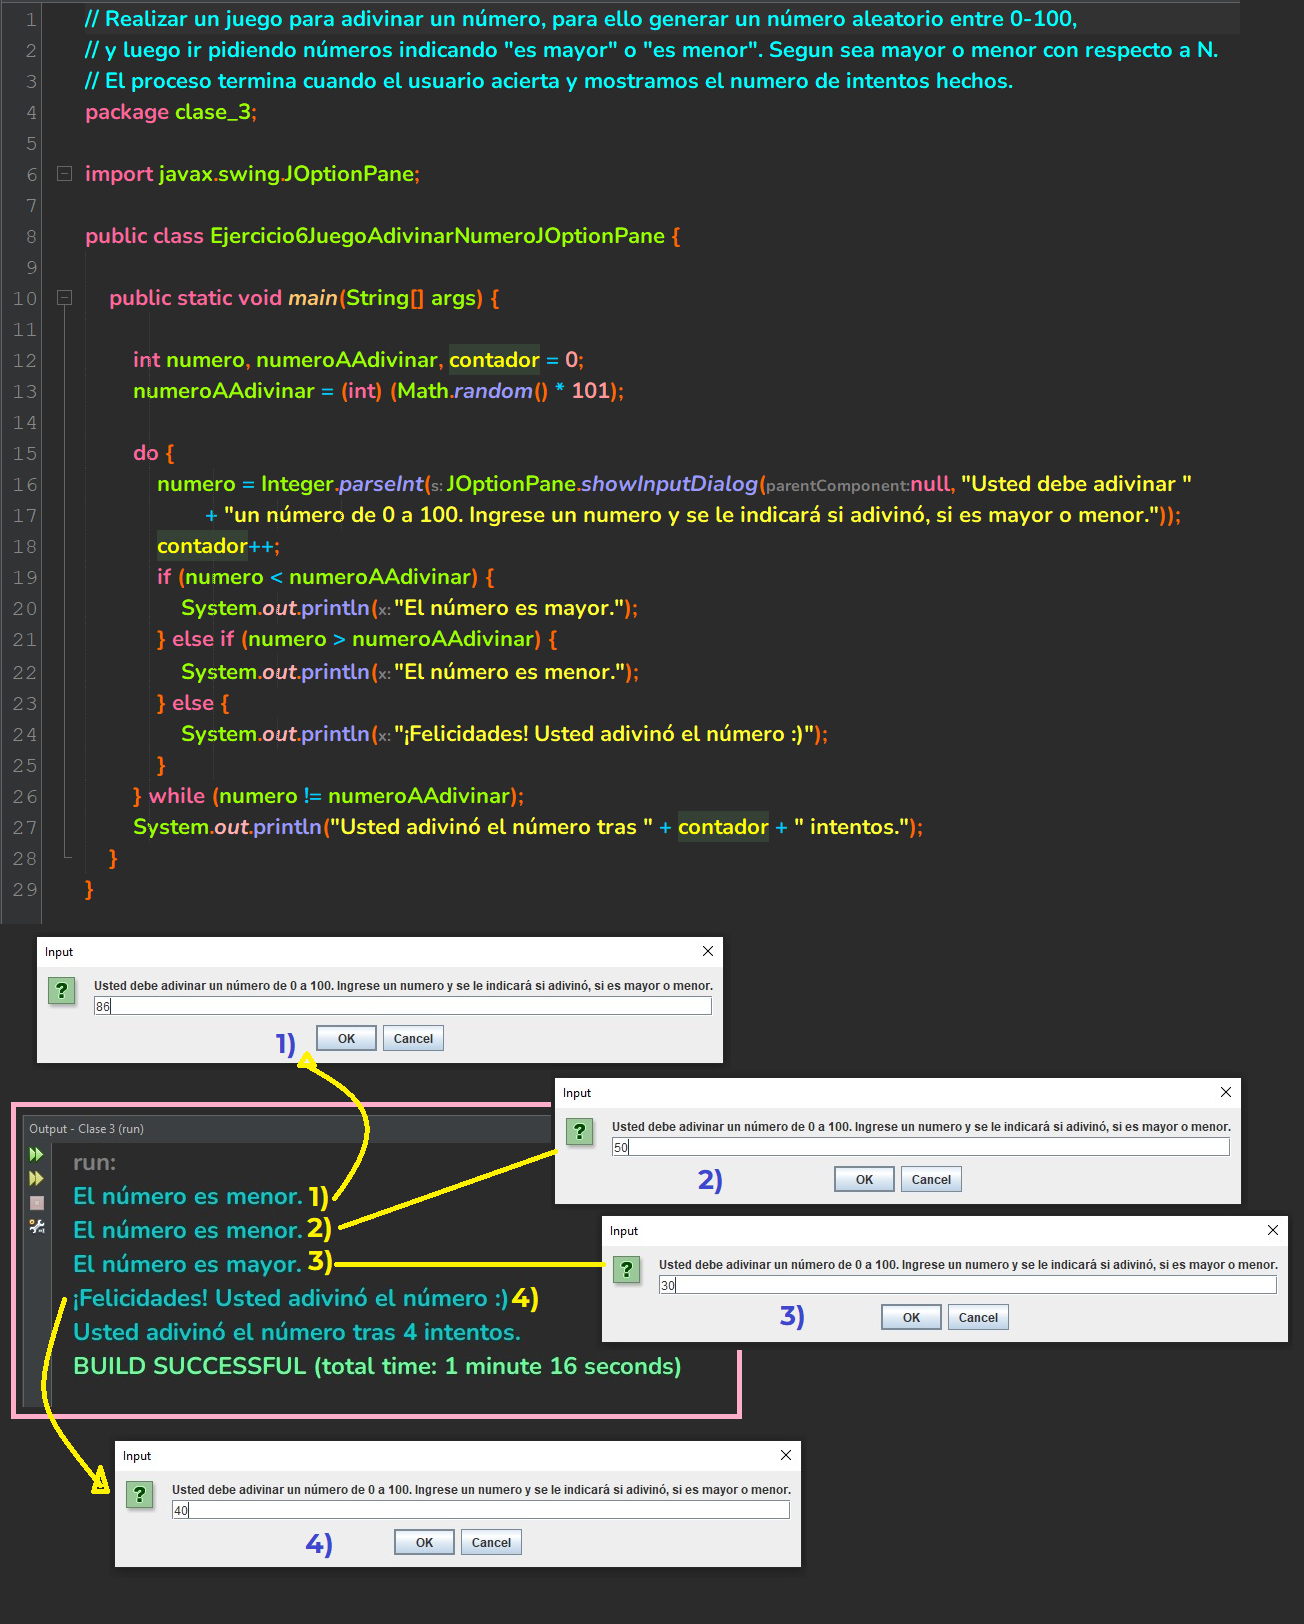 1 // Realizar un juego para adivinar un número, para ello generar un número aleatorio entre 0-100,
2 // y luego ir pidiendo números indicando "es mayor" o "es menor". Segun sea mayor o menor con respecto a N.
3 // El proceso termina cuando el usuario acierta y mostramos el numero de intentos hechos.
4 package clase_3;
5
6 import javax.swing.JOptionPane;
7
8 public class Ejercicio6JuegoAdivinarNumeroJOptionPane {
9
10 public static void main(String[] args) {
11
12 int numero, numeroAAdivinar, contador = 0;
13 numeroAAdivinar = (int) (Math.random() * 101);
14
15 do {
16 numero = Integer.parseInt(s: JOptionPane.showInputDialog(parentComponent:null, "Usted debe adivinar "
17 + "un número de 0 a 100. Ingrese un numero y se le indicará si adivinó, si es mayor o menor."));
18 contador++;
19 if (numero < numeroAAdivinar) {
20 System.out.println(x: "El número es mayor.");
21 } else if (numero > numeroAAdivinar) {
22 System.out.println(x: "El número es menor.");
23 } else {
24 System.out.println(x: "¡Felicidades! Usted adivinó el número :)");
25 }
26 } while (numero != numeroAAdivinar);
27 System.out.println("Usted adivinó el número tras " + contador + " intentos.");
28 }
29 }
Input
Usted debe adivinar un número de 0 a 100. Ingrese un numero y se le indicará si adivinó, si es mayor o menor.
86
1) OK Cancel
Input
Usted debe adivinar un número de 0 a 100. Ingrese un numero y se le indicará si adivinó, si es mayor o menor.
50
2) OK Cancel
Output - Clase 3 (run)
run:
El número es menor. 1)
El número es menor. 2)
El número es mayor. 3)
¡Felicidades! Usted adivinó el número :) 4)
Usted adivinó el número tras 4 intentos.
BUILD SUCCESSFUL (total time: 1 minute 16 seconds)
Input
Usted debe adivinar un número de 0 a 100. Ingrese un numero y se le indicará si adivinó, si es mayor o menor.
30
3) OK Cancel
Input
Usted debe adivinar un número de 0 a 100. Ingrese un numero y se le indicará si adivinó, si es mayor o menor.
40
4) OK Cancel